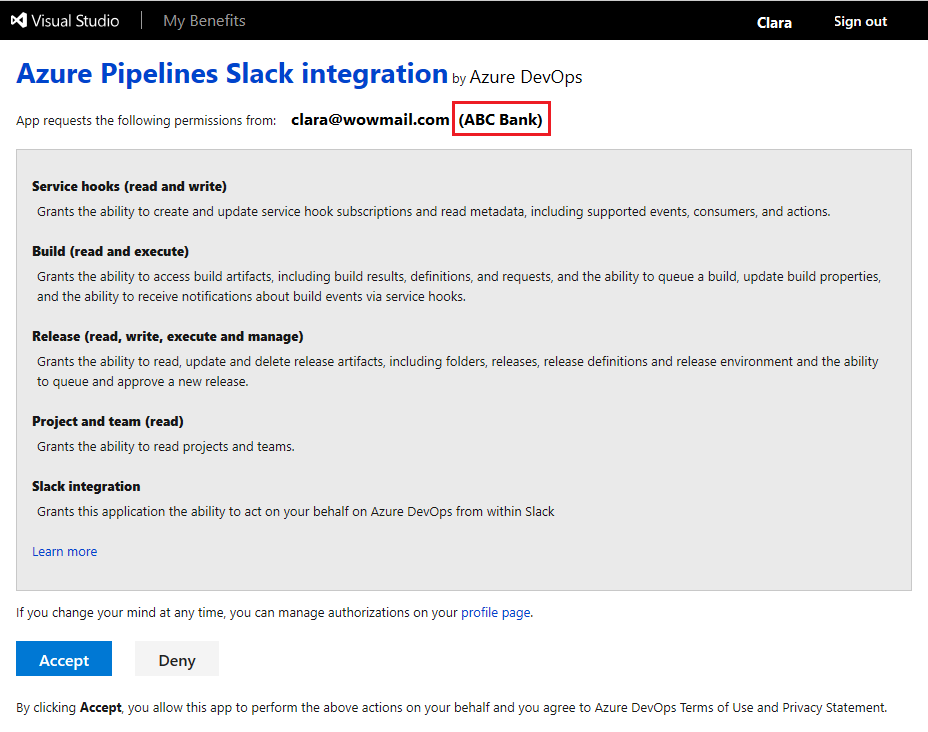 Visual Studio My Benefits Clara Sign out
Azure Pipelines Slack integration by Azure DevOps
App requests the following permissions from: clara@wowmail.com (ABC Bank)
Service hooks (read and write)
Grants the ability to create and update service hook subscriptions and read metadata, including supported events, consumers, and actions.
Build (read and execute)
Grants the ability to access build artifacts, including build results, definitions, and requests, and the ability to queue a build, update build properties,
and the ability to receive notifications about build events via service hooks.
Release (read, write, execute and manage)
Grants the ability to read, update and delete release artifacts, including folders, releases, release definitions and release environment and the ability
to queue and approve a new release.
Project and team (read)
Grants the ability to read projects and teams.
Slack integration
Grants this application the ability to act on your behalf on Azure DevOps from within Slack
Learn more
If you change your mind at any time, you can manage authorizations on your profile page.
Accept Deny
By clicking Accept, you allow this app to perform the above actions on your behalf and you agree to Azure DevOps Terms of Use and Privacy Statement.